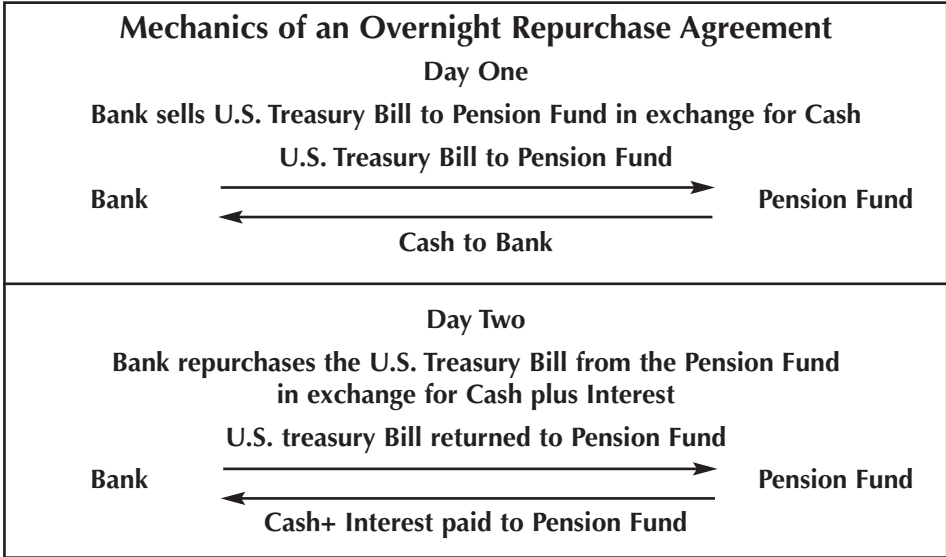 Mechanics of an Overnight Repurchase Agreement
Day One
Bank sells U.S. Treasury Bill to Pension Fund in exchange for Cash
U.S. Treasury Bill to Pension Fund
Bank Pension Fund
Cash to Bank
Day Two
Bank repurchases the U.S. Treasury Bill from the Pension Fund
in exchange for Cash plus Interest
U.S. treasury Bill returned to Pension Fund
Bank Pension Fund
Cash+ Interest paid to Pension Fund